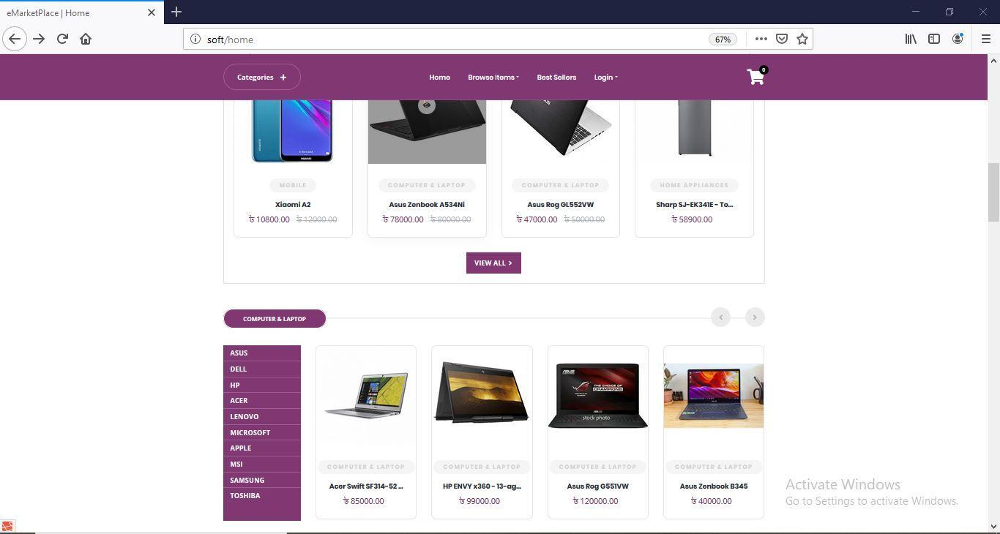 eMarketPlace | Home
soft/home
67%
Categories +
Home
Browse Items
Best Sellers
Login
0
HUAWEI
MOBILE
COMPUTER & LAPTOP
COMPUTER & LAPTOP
HOME APPLIANCES
Xiaomi A2
Asus Zenbook A534Ni
Asus Rog GL552VW
Sharp SJ-EK341E - To...
৳ 10800.00 ৳ 12000.00
৳ 78000.00 ৳ 80000.00
৳ 47000.00 ৳ 50000.00
৳ 58900.00
VIEW ALL >
COMPUTER & LAPTOP
ASUS
DELL
HP
ACER
LENOVO
MICROSOFT
APPLE
MSI
SAMSUNG
TOSHIBA
ASUS
THE CHOICE OF
CHAMPIONS
stock photo
COMPUTER & LAPTOP
COMPUTER & LAPTOP
COMPUTER & LAPTOP
COMPUTER & LAPTOP
Acer Swift SF314-52 ...
HP ENVY x360 - 13-ag...
Asus Rog G551VW
Asus Zenbook B345
৳ 85000.00
৳ 99000.00
৳ 120000.00
৳ 40000.00
Activate Windows
Go to Settings to activate Windows.